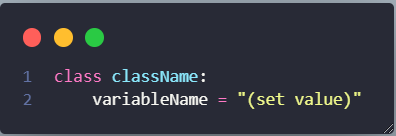 1 class className:
2     variableName = "(set value)"